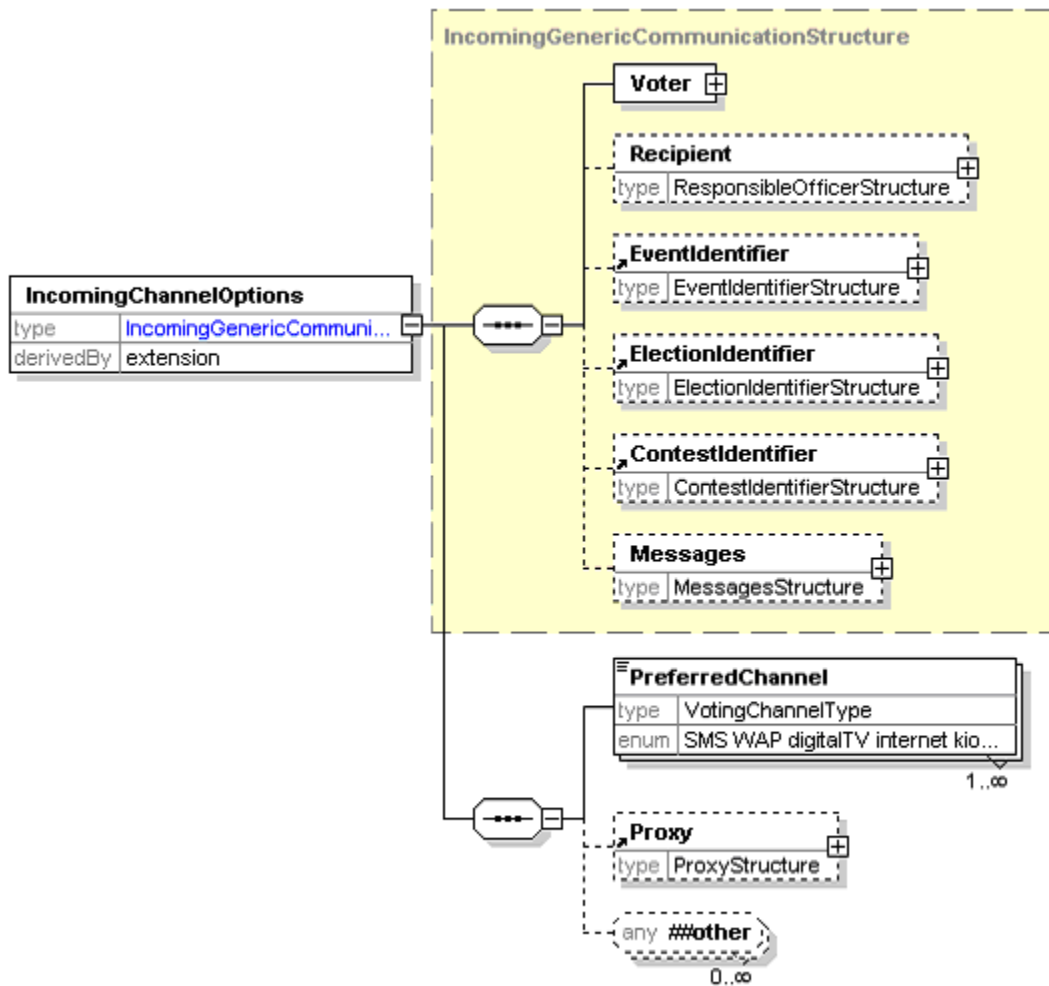 IncomingGenericCommunicationStructure
Voter
Recipient
type ResponsibleOfficerStructure
EventIdentifier
type EventIdentifierStructure
IncomingChannelOptions
type IncomingGenericCommuni...
derivedBy extension
ElectionIdentifier
type ElectionIdentifierStructure
ContestIdentifier
type ContestIdentifierStructure
Messages
type MessagesStructure
PreferredChannel
type VotingChannelType
enum SMS WAP digitalTV internet kio...
1..∞
Proxy
type ProxyStructure
any ##other
0..∞